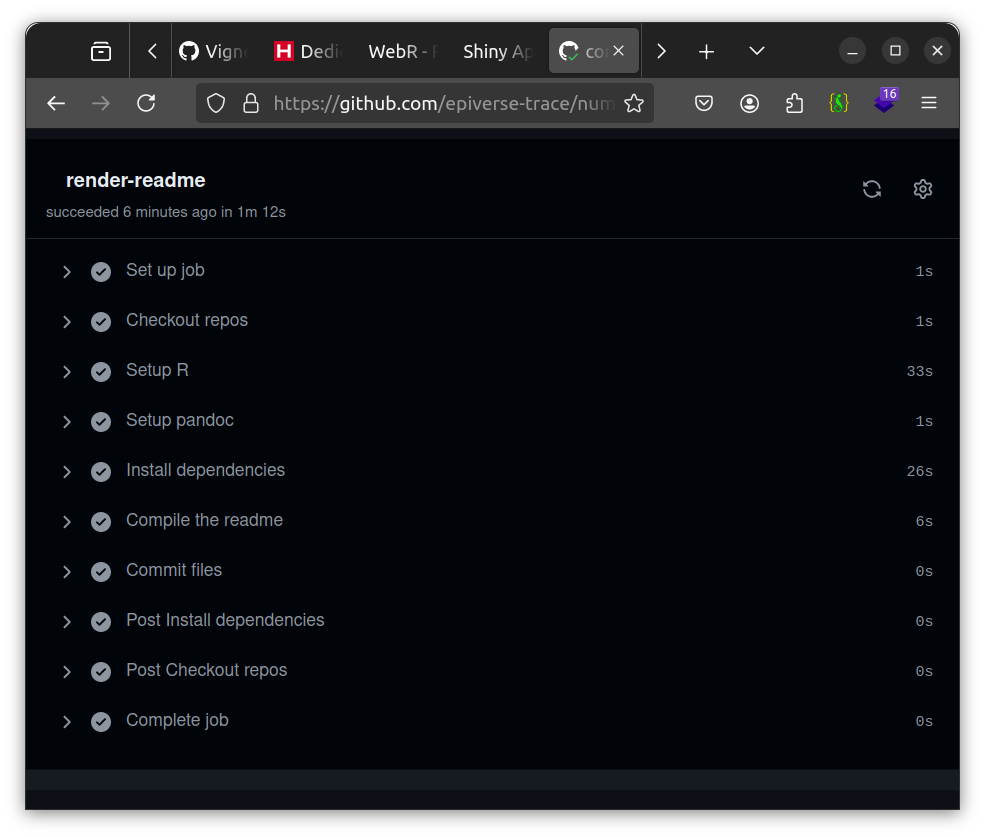 Vign
H Dedi
WebR -
Shiny Ap
co
https://github.com/epiverse-trace/num
16
render-readme
succeeded 6 minutes ago in 1m 12s
Set up job 1s
Checkout repos 1s
Setup R 33s
Setup pandoc 1s
Install dependencies 26s
Compile the readme 6s
Commit files 0s
Post Install dependencies 0s
Post Checkout repos 0s
Complete job 0s